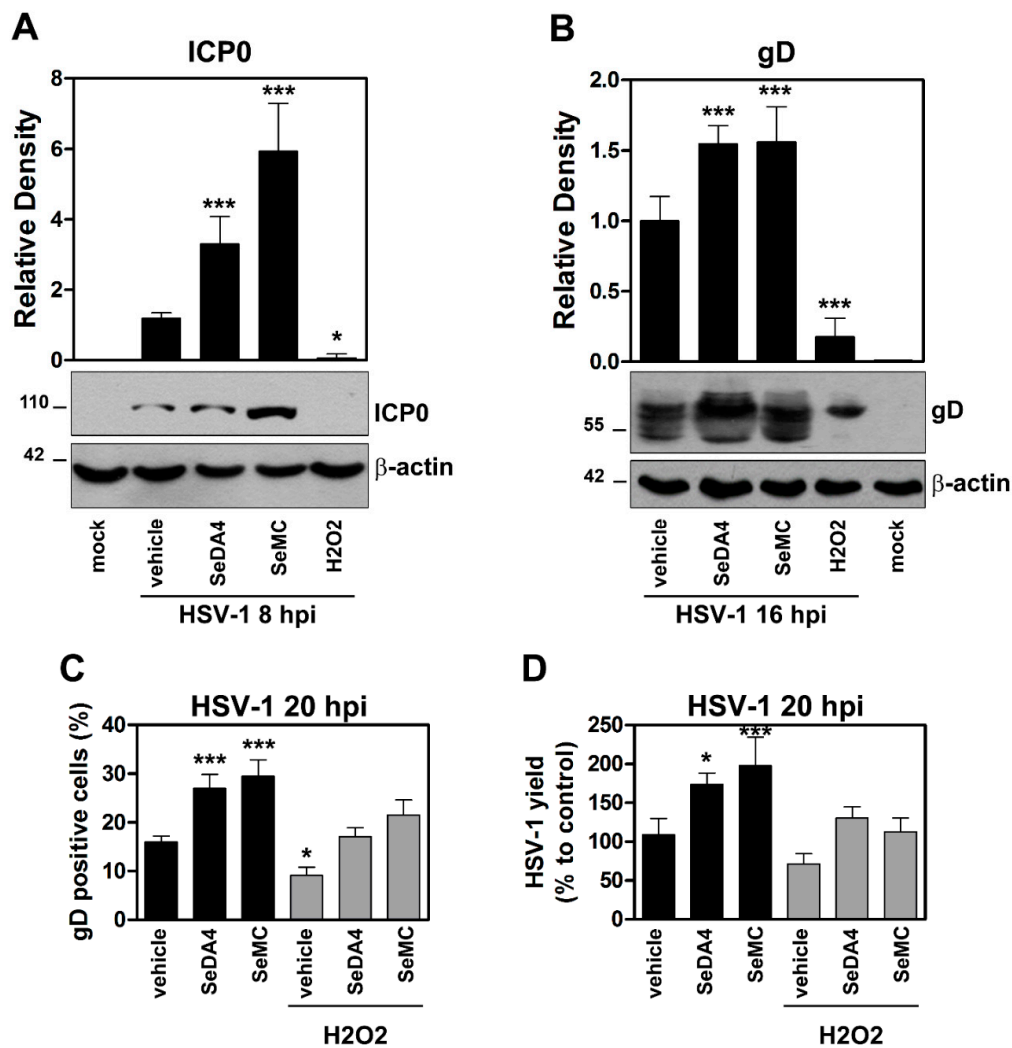 A
ICP0
Relative Density
8
6
4
2
0
***
***
*
110
ICP0
42
β-actin
mock
vehicle
SeDA4
SeMC
H2O2
HSV-1 8 hpi
B
gD
Relative Density
2.0
1.5
1.0
0.5
0.0
***
***
***
55
gD
42
β-actin
vehicle
SeDA4
SeMC
H2O2
mock
HSV-1 16 hpi
C
HSV-1 20 hpi
gD positive cells (%)
40
30
20
10
0
***
***
*
vehicle
SeDA4
SeMC
vehicle
SeDA4
SeMC
H2O2
D
HSV-1 20 hpi
HSV-1 yield
(% to control)
250
200
150
100
50
0
*
***
vehicle
SeDA4
SeMC
vehicle
SeDA4
SeMC
H2O2